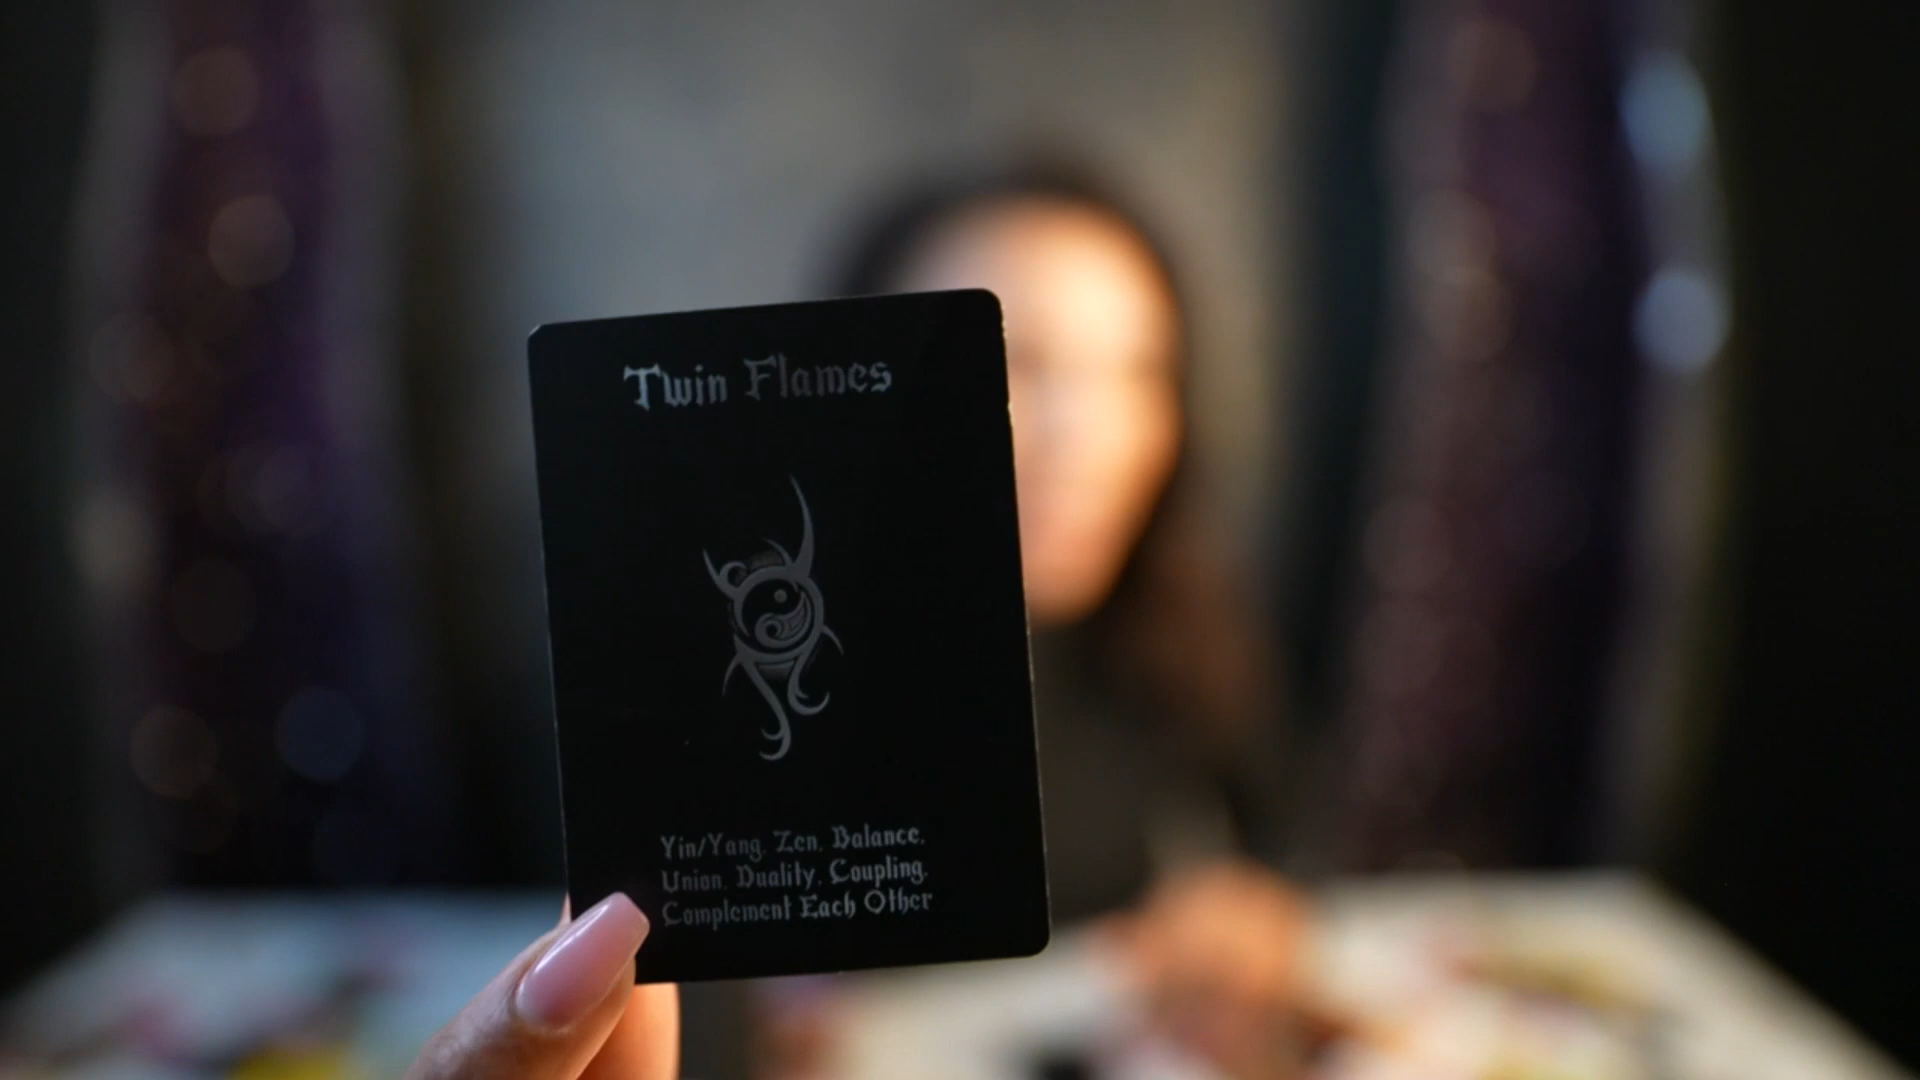 Twin Flames
Yin/Yang, Zen, Balance,
Union, Duality, Coupling,
Complement Each Other